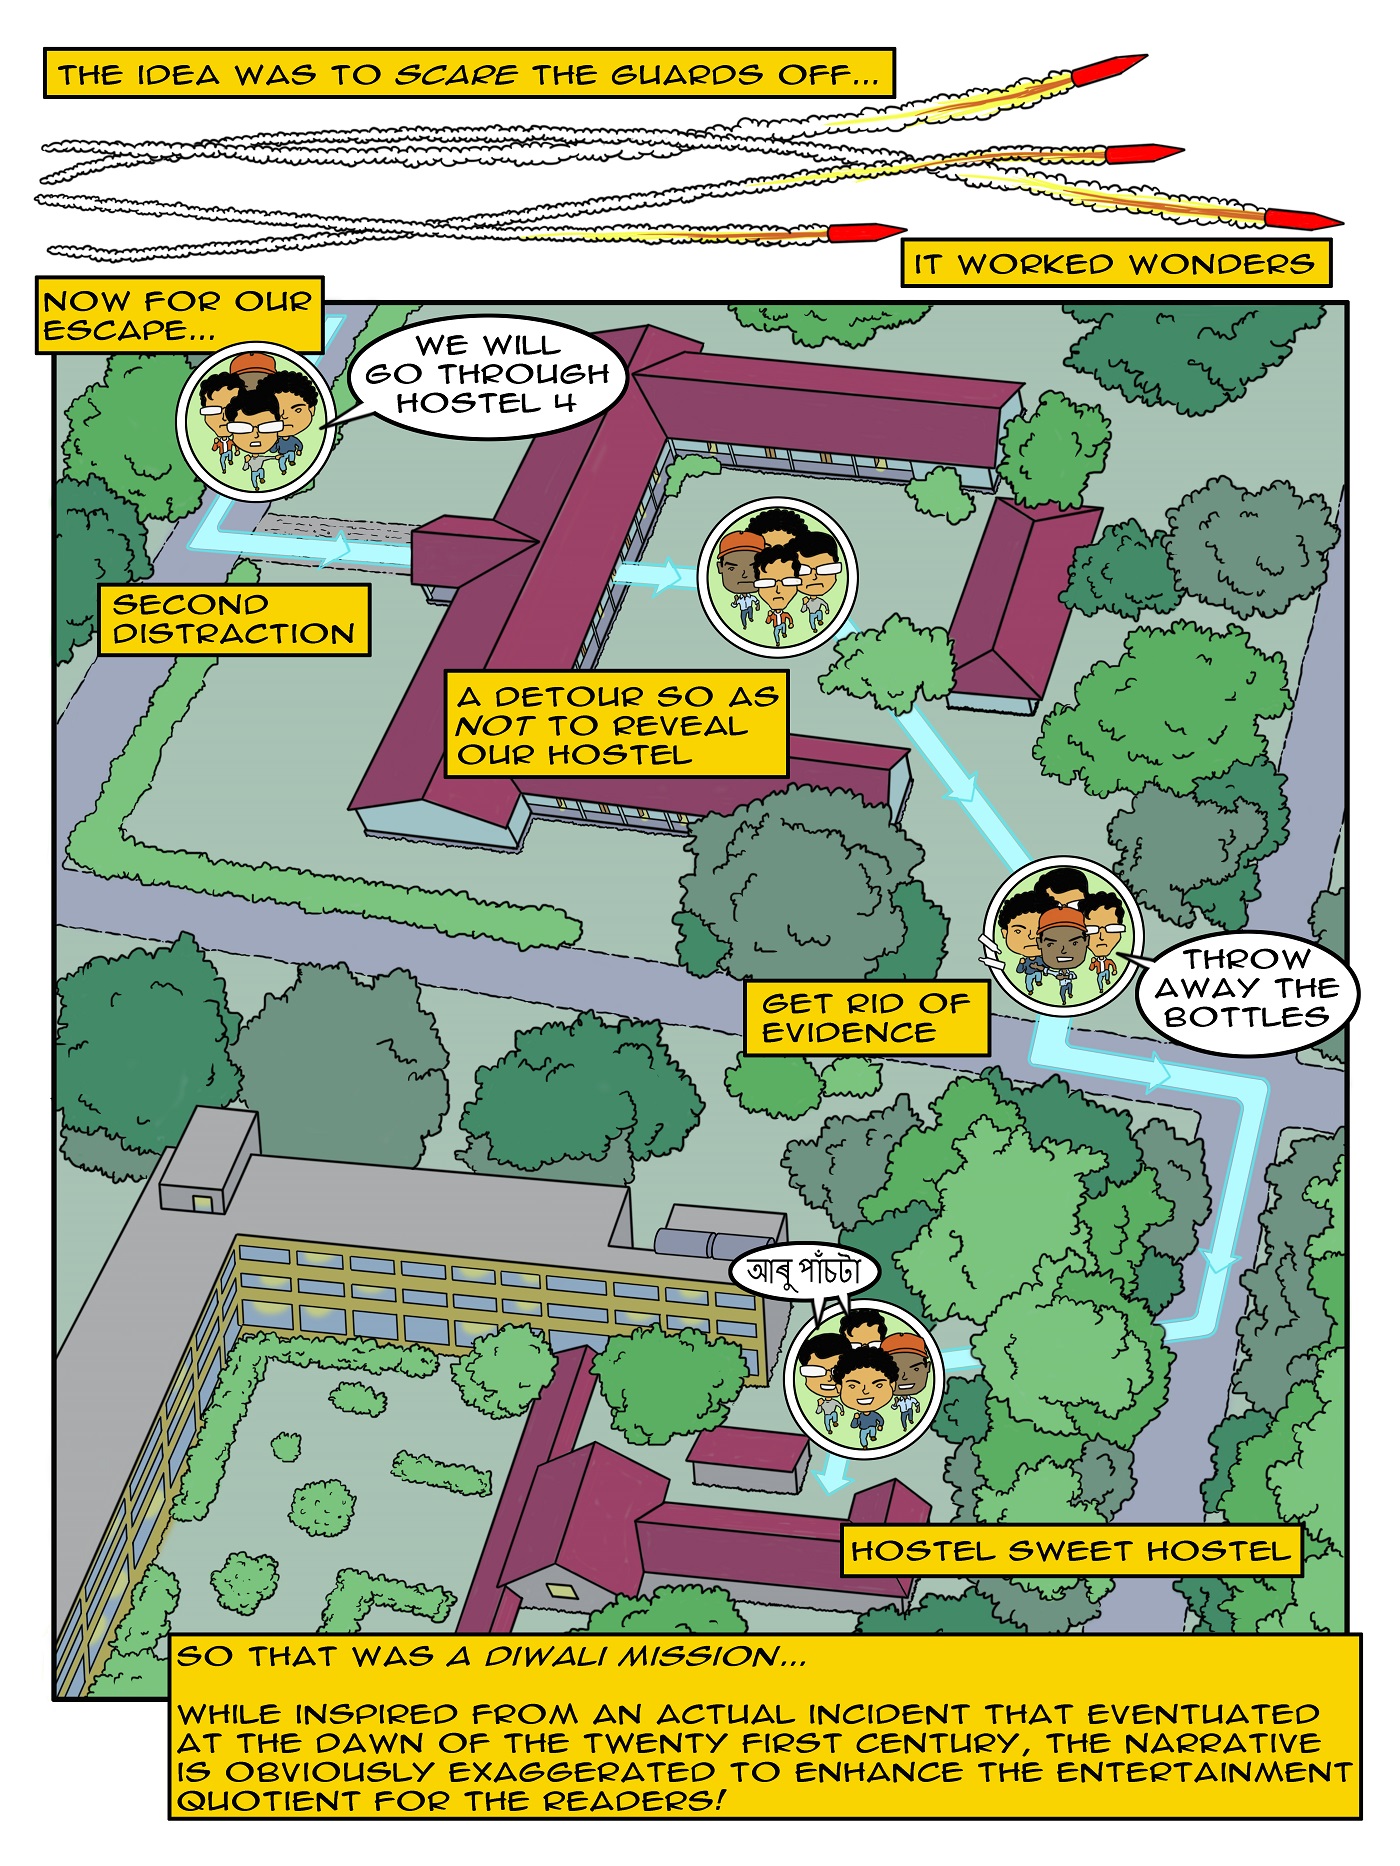 THE IDEA WAS TO SCARE THE GUARDS OFF...
IT WORKED WONDERS
NOW FOR OUR
ESCAPE...
WE WILL
GO THROUGH
HOSTEL 4
SECOND
DISTRACTION
A DETOUR SO AS
NOT TO REVEAL
OUR HOSTEL
GET RID OF
EVIDENCE
THROW
AWAY THE
BOTTLES
আৰু পাঁচটা
HOSTEL SWEET HOSTEL
SO THAT WAS A DIWALI MISSION...
WHILE INSPIRED FROM AN ACTUAL INCIDENT THAT EVENTUATED
AT THE DAWN OF THE TWENTY FIRST CENTURY, THE NARRATIVE
IS OBVIOUSLY EXAGGERATED TO ENHANCE THE ENTERTAINMENT
QUOTIENT FOR THE READERS!